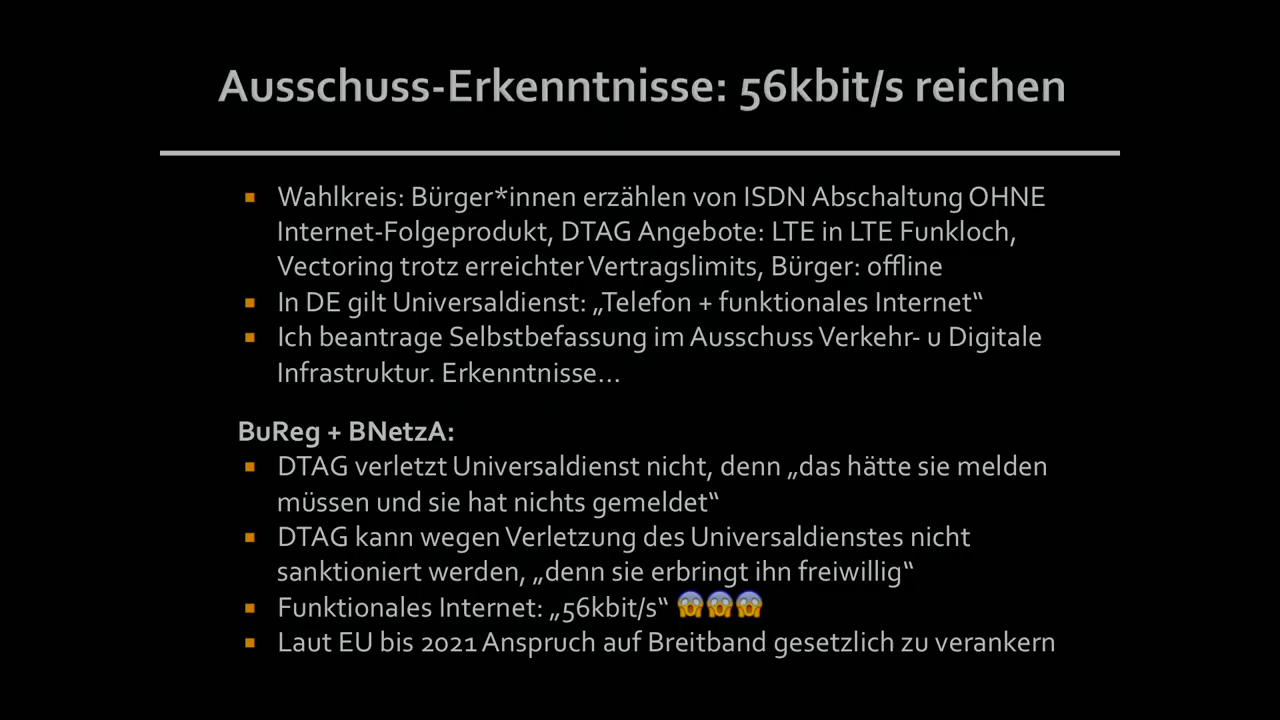 Ausschuss-Erkenntnisse: 56kbit/s reichen
▪ Wahlkreis: Bürger*innen erzählen von ISDN Abschaltung OHNE
Internet-Folgeprodukt, DTAG Angebote: LTE in LTE Funkloch,
Vectoring trotz erreichter Vertragslimits, Bürger: offline
▪ In DE gilt Universaldienst: „Telefon + funktionales Internet“
▪ Ich beantrage Selbstbefassung im Ausschuss Verkehr- u Digitale
Infrastruktur. Erkenntnisse...
BuReg + BNetzA:
▪ DTAG verletzt Universaldienst nicht, denn „das hätte sie melden
müssen und sie hat nichts gemeldet“
▪ DTAG kann wegen Verletzung des Universaldienstes nicht
sanktioniert werden, „denn sie erbringt ihn freiwillig“
▪ Funktionales Internet: „56kbit/s“ 😱😱😱
▪ Laut EU bis 2021 Anspruch auf Breitband gesetzlich zu verankern